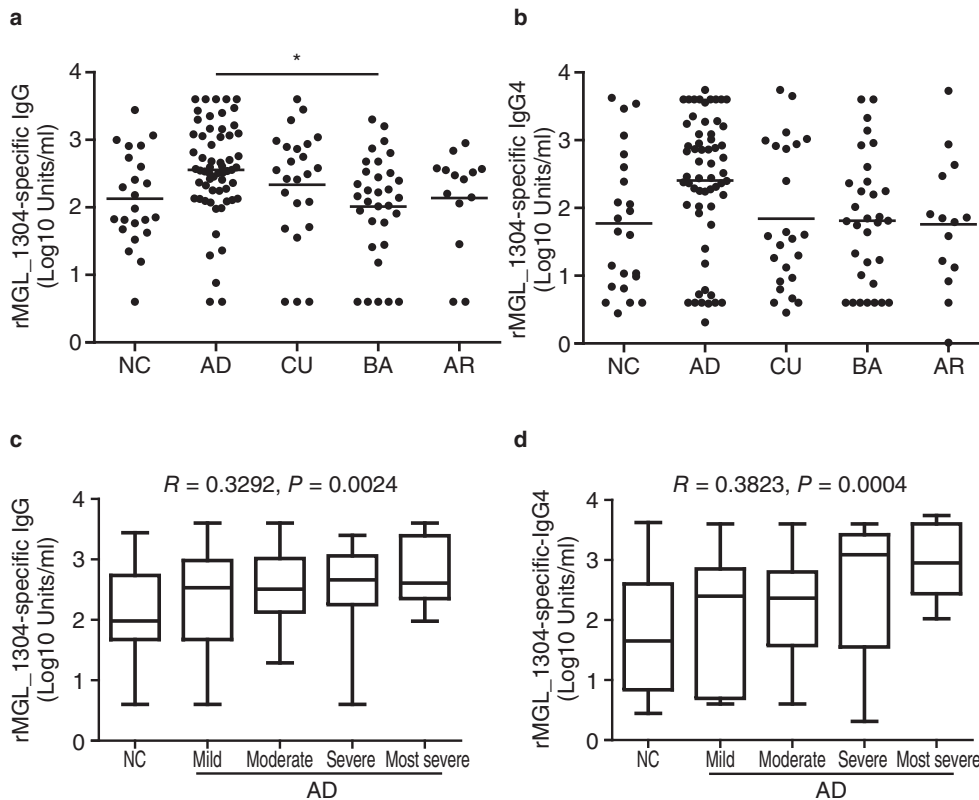 a
rMGL_1304-specific IgG
(Log10 Units/ml)
4
3
2
1
0
*
NC AD CU BA AR
b
rMGL_1304-specific IgG4
(Log10 Units/ml)
4
3
2
1
0
NC AD CU BA AR
c
R = 0.3292, P = 0.0024
rMGL_1304-specific IgG
(Log10 Units/ml)
4
3
2
1
0
NC Mild Moderate Severe Most severe
AD
d
R = 0.3823, P = 0.0004
rMGL_1304-specific-IgG4
(Log10 Units/ml)
4
3
2
1
0
NC Mild Moderate Severe Most severe
AD